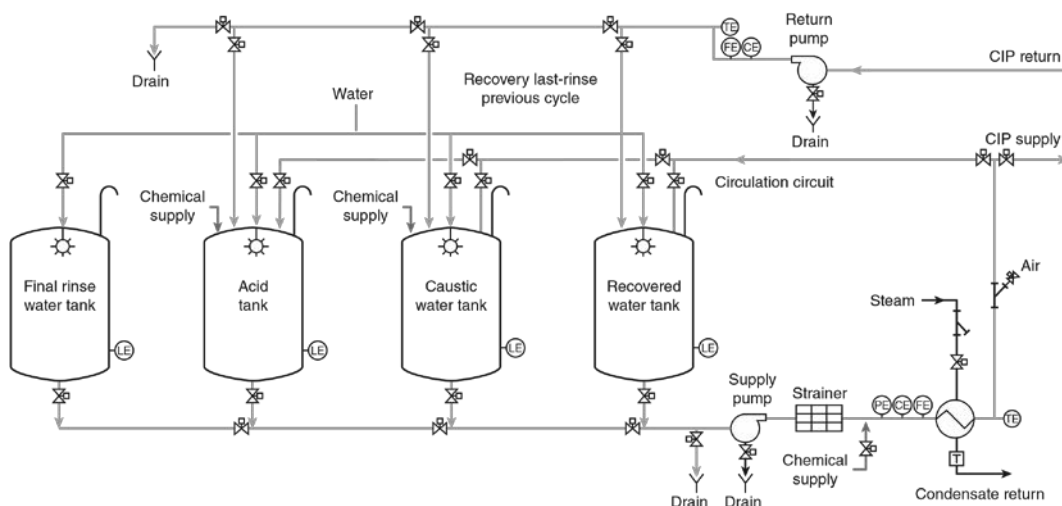 Return
pump
TE
FE
CE
CIP return
Drain
Recovery last-rinse
previous cycle
Water
Drain
CIP supply
Circulation circuit
Chemical
supply
Chemical
supply
Final rinse
water tank
Acid
tank
Caustic
water tank
Recovered
water tank
Air
Steam
LE
LE
LE
LE
Supply
pump
Strainer
PE
CE
FE
TE
T
Chemical
supply
Condensate return
Drain
Drain